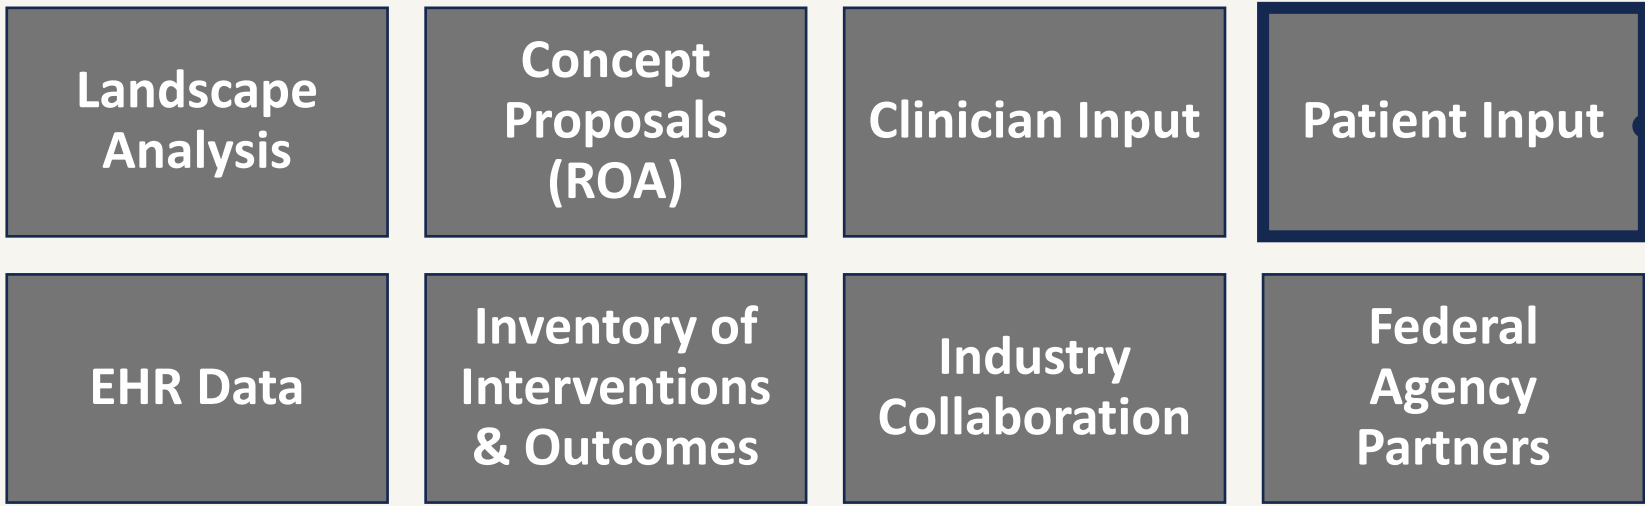 Landscape
Analysis
Concept
Proposals
(ROA)
Clinician Input
Patient Input
EHR Data
Inventory of
Interventions
& Outcomes
Industry
Collaboration
Federal
Agency
Partners